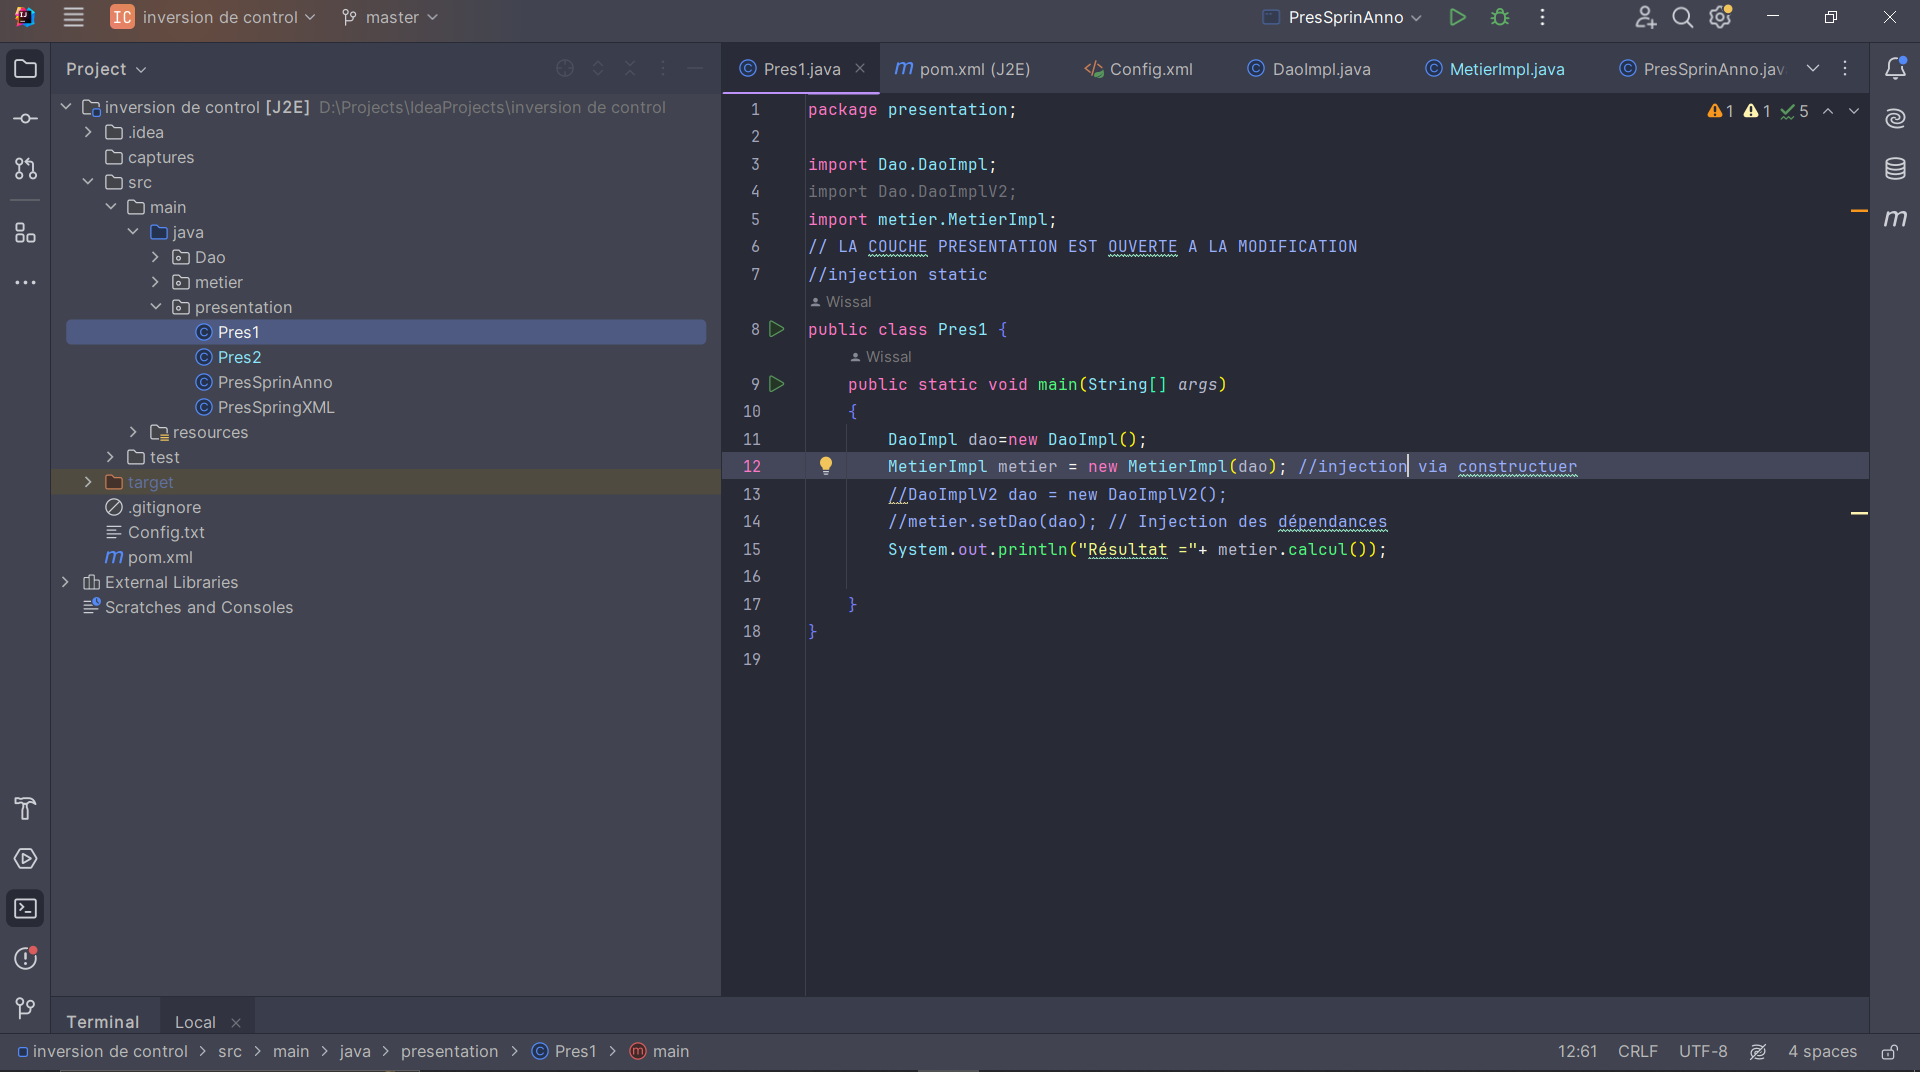 IC inversion de control master PresSprinAnno
Project
inversion de control [J2E] D:\Projects\IdeaProjects\inversion de control
.idea
captures
src
main
java
Dao
metier
presentation
Pres1
Pres2
PresSprinAnno
PresSpringXML
resources
test
target
.gitignore
Config.txt
m pom.xml
External Libraries
Scratches and Consoles
Pres1.java m pom.xml (J2E) Config.xml DaoImpl.java MetierImpl.java PresSprinAnno.jav
1 package presentation;
1 1 5
2
3 import Dao.DaoImpl;
4 import Dao.DaoImplV2;
5 import metier.MetierImpl;
6 // LA COUCHE PRESENTATION EST OUVERTE A LA MODIFICATION
7 //injection static
Wissal
8 public class Pres1 {
Wissal
9 public static void main(String[] args)
10 {
11 DaoImpl dao=new DaoImpl();
12 MetierImpl metier = new MetierImpl(dao); //injection via constructuer
13 //DaoImplV2 dao = new DaoImplV2();
14 //metier.setDao(dao); // Injection des dépendances
15 System.out.println("Résultat ="+ metier.calcul());
16
17 }
18 }
19
m
Terminal Local
inversion de control > src > main > java > presentation > Pres1 > main
12:61 CRLF UTF-8 4 spaces